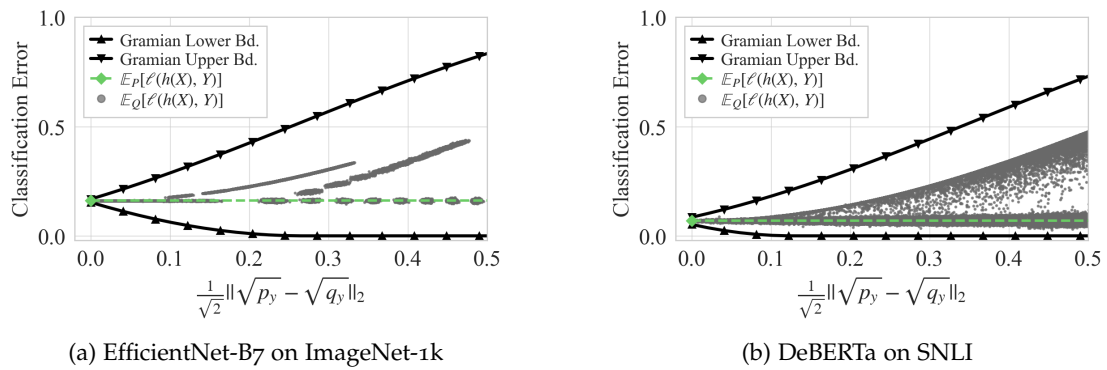 1.0
Classification Error
0.5
0.0
Gramian Lower Bd.
Gramian Upper Bd.
𝔼_P[ℓ(h(X), Y)]
𝔼_Q[ℓ(h(X), Y)]
0.0 0.1 0.2 0.3 0.4 0.5
1/√2 ||√p_y − √q_y||_2
(a) EfficientNet-B7 on ImageNet-1k
1.0
Classification Error
0.5
0.0
Gramian Lower Bd.
Gramian Upper Bd.
𝔼_P[ℓ(h(X), Y)]
𝔼_Q[ℓ(h(X), Y)]
0.0 0.1 0.2 0.3 0.4 0.5
1/√2 ||√p_y − √q_y||_2
(b) DeBERTa on SNLI